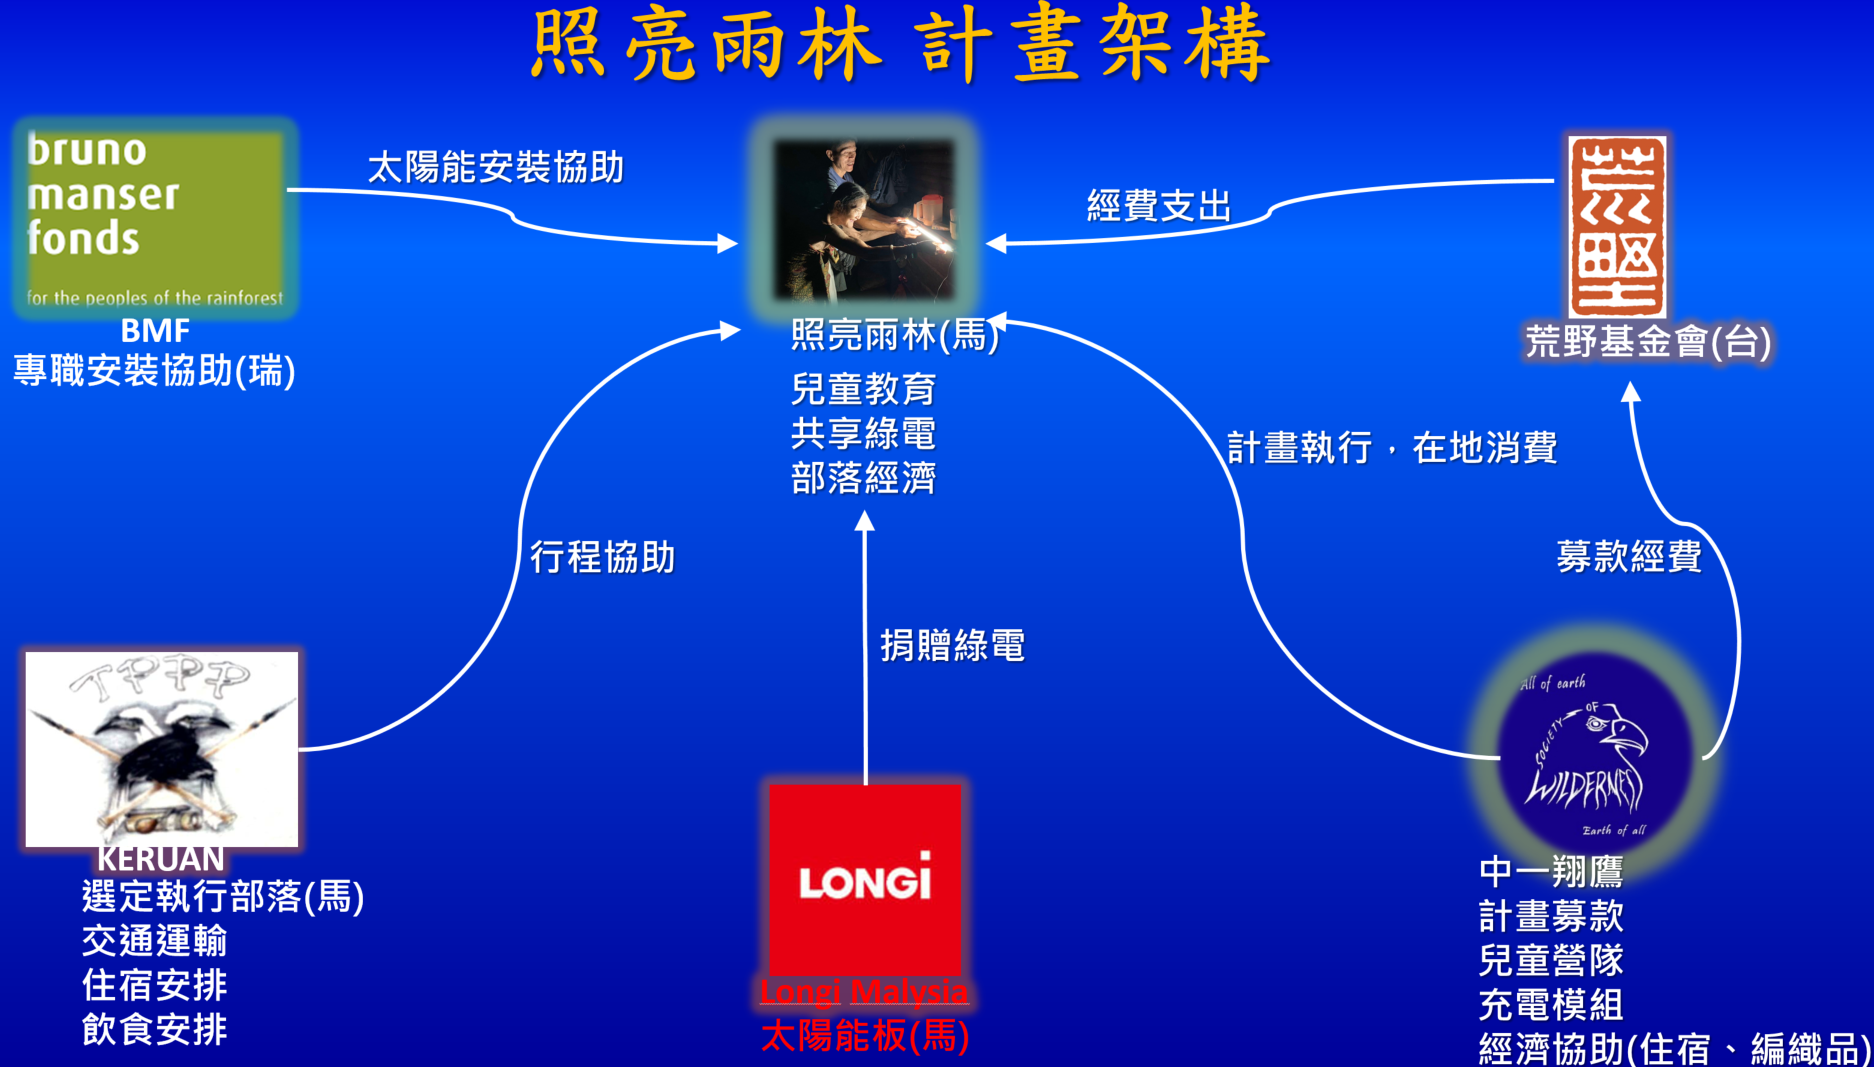 照亮雨林 計畫架構
bruno
manser
fonds
for the peoples of the rainforest
BMF
專職安裝協助(瑞)
太陽能安裝協助
照亮雨林(馬)
兒童教育
共享綠電
部落經濟
經費支出
荒野
荒野基金會(台)
計畫執行，在地消費
募款經費
行程協助
捐贈綠電
TPPP
KERUAN
選定執行部落(馬)
交通運輸
住宿安排
飲食安排
LONGi
Longi Malysia
太陽能板(馬)
All of earth
SOCIETY OF
WILDERNESS
Earth of all
中一翔鷹
計畫募款
兒童營隊
充電模組
經濟協助(住宿、編織品)